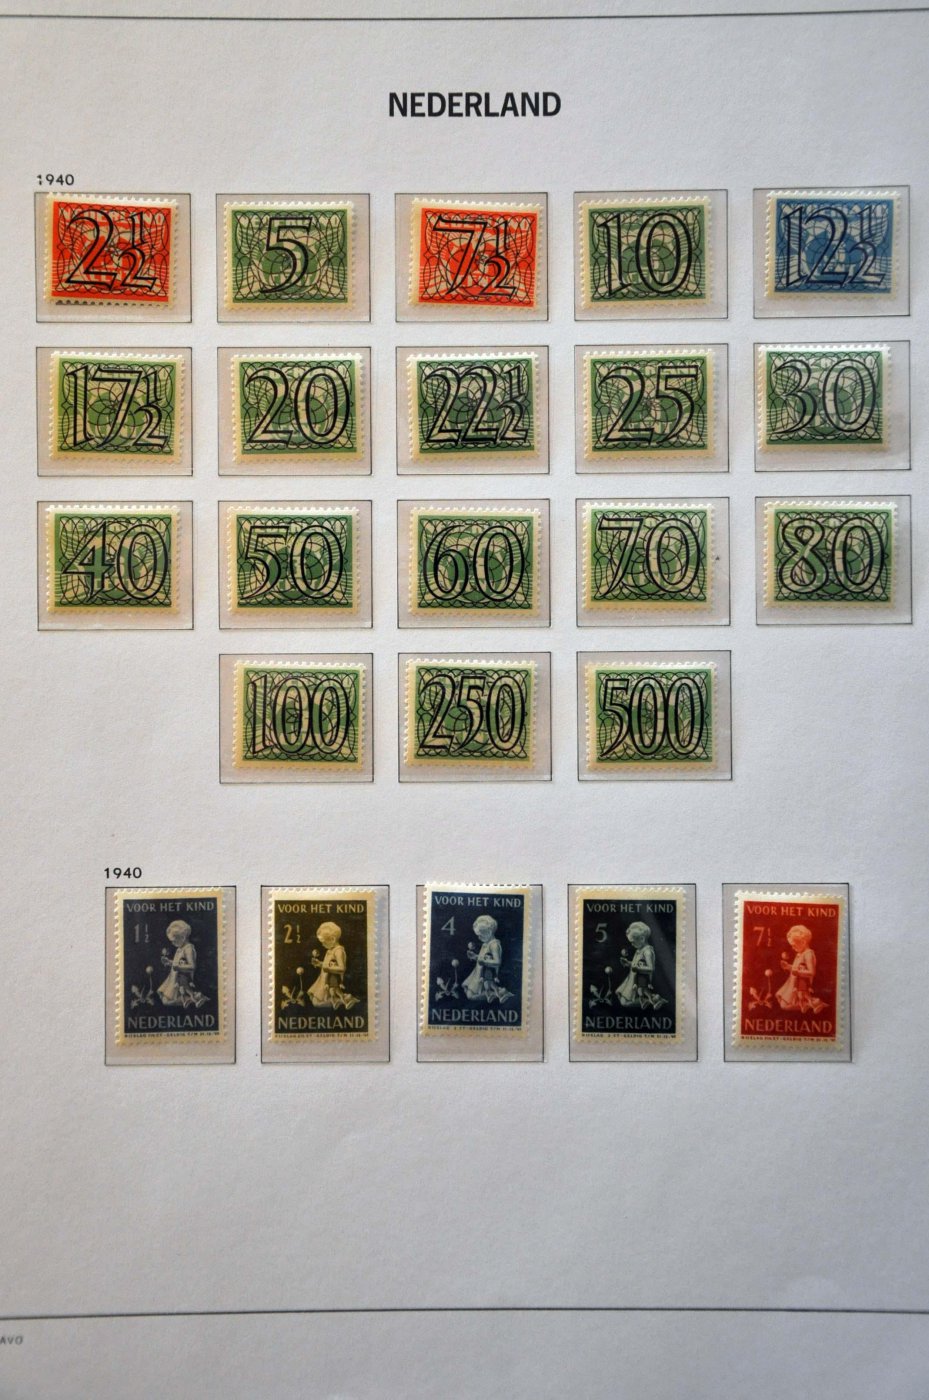 NEDERLAND
1940
2½ 5 7½ 10 12½
17½ 20 22½ 25 30
40 50 60 70 80
100 250 500
1940
VOOR HET KIND
1½
NEDERLAND
VOOR HET KIND
2½
NEDERLAND
VOOR HET KIND
4
NEDERLAND
VOOR HET KIND
5
NEDERLAND
VOOR HET KIND
7½
NEDERLAND
AVO